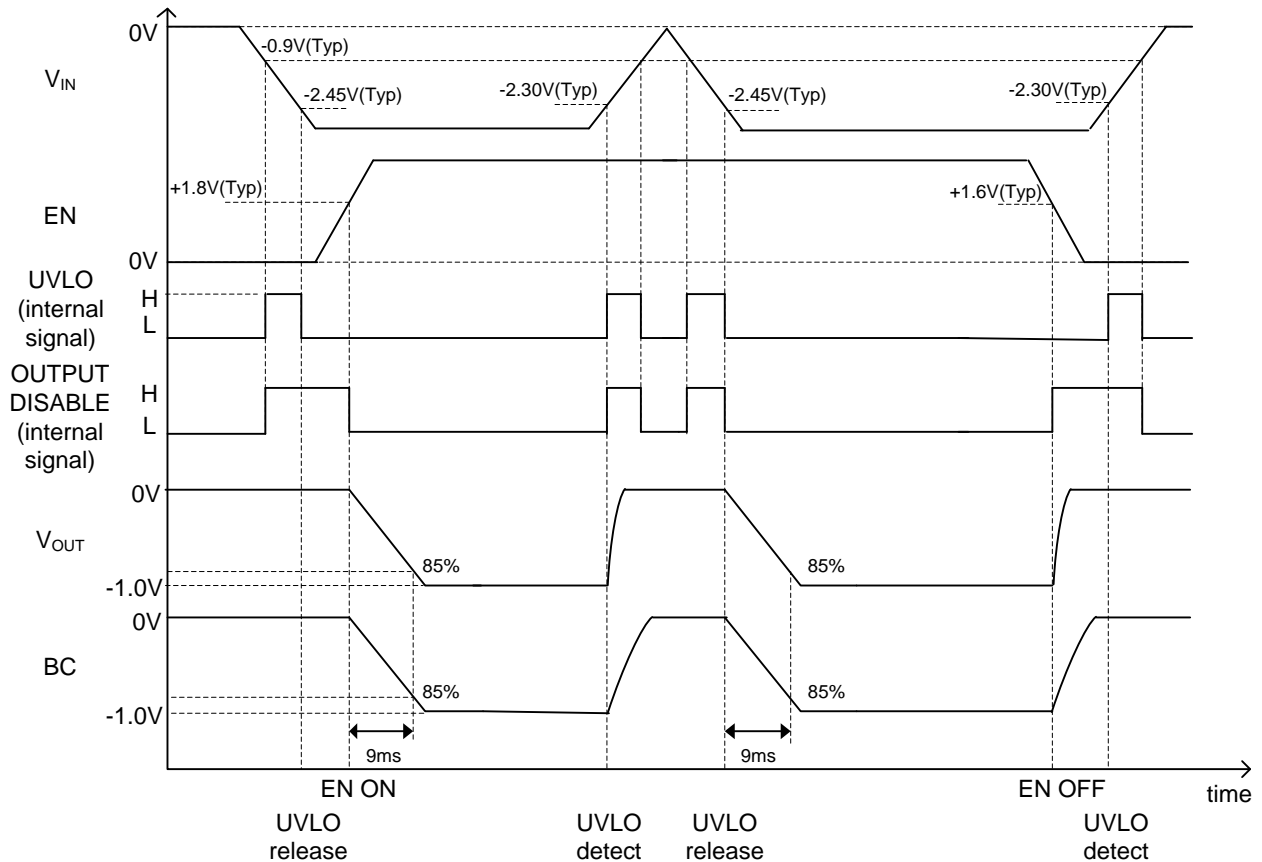 0V
-0.9V(Typ)
VIN
-2.45V(Typ)
-2.30V(Typ)
-2.45V(Typ)
-2.30V(Typ)
+1.8V(Typ)
+1.6V(Typ)
EN
0V
UVLO
(internal
signal)
H
L
OUTPUT
DISABLE
(internal
signal)
H
L
0V
VOUT
85%
85%
-1.0V
0V
BC
85%
85%
-1.0V
9ms
9ms
EN ON
EN OFF
time
UVLO
release
UVLO
detect
UVLO
release
UVLO
detect